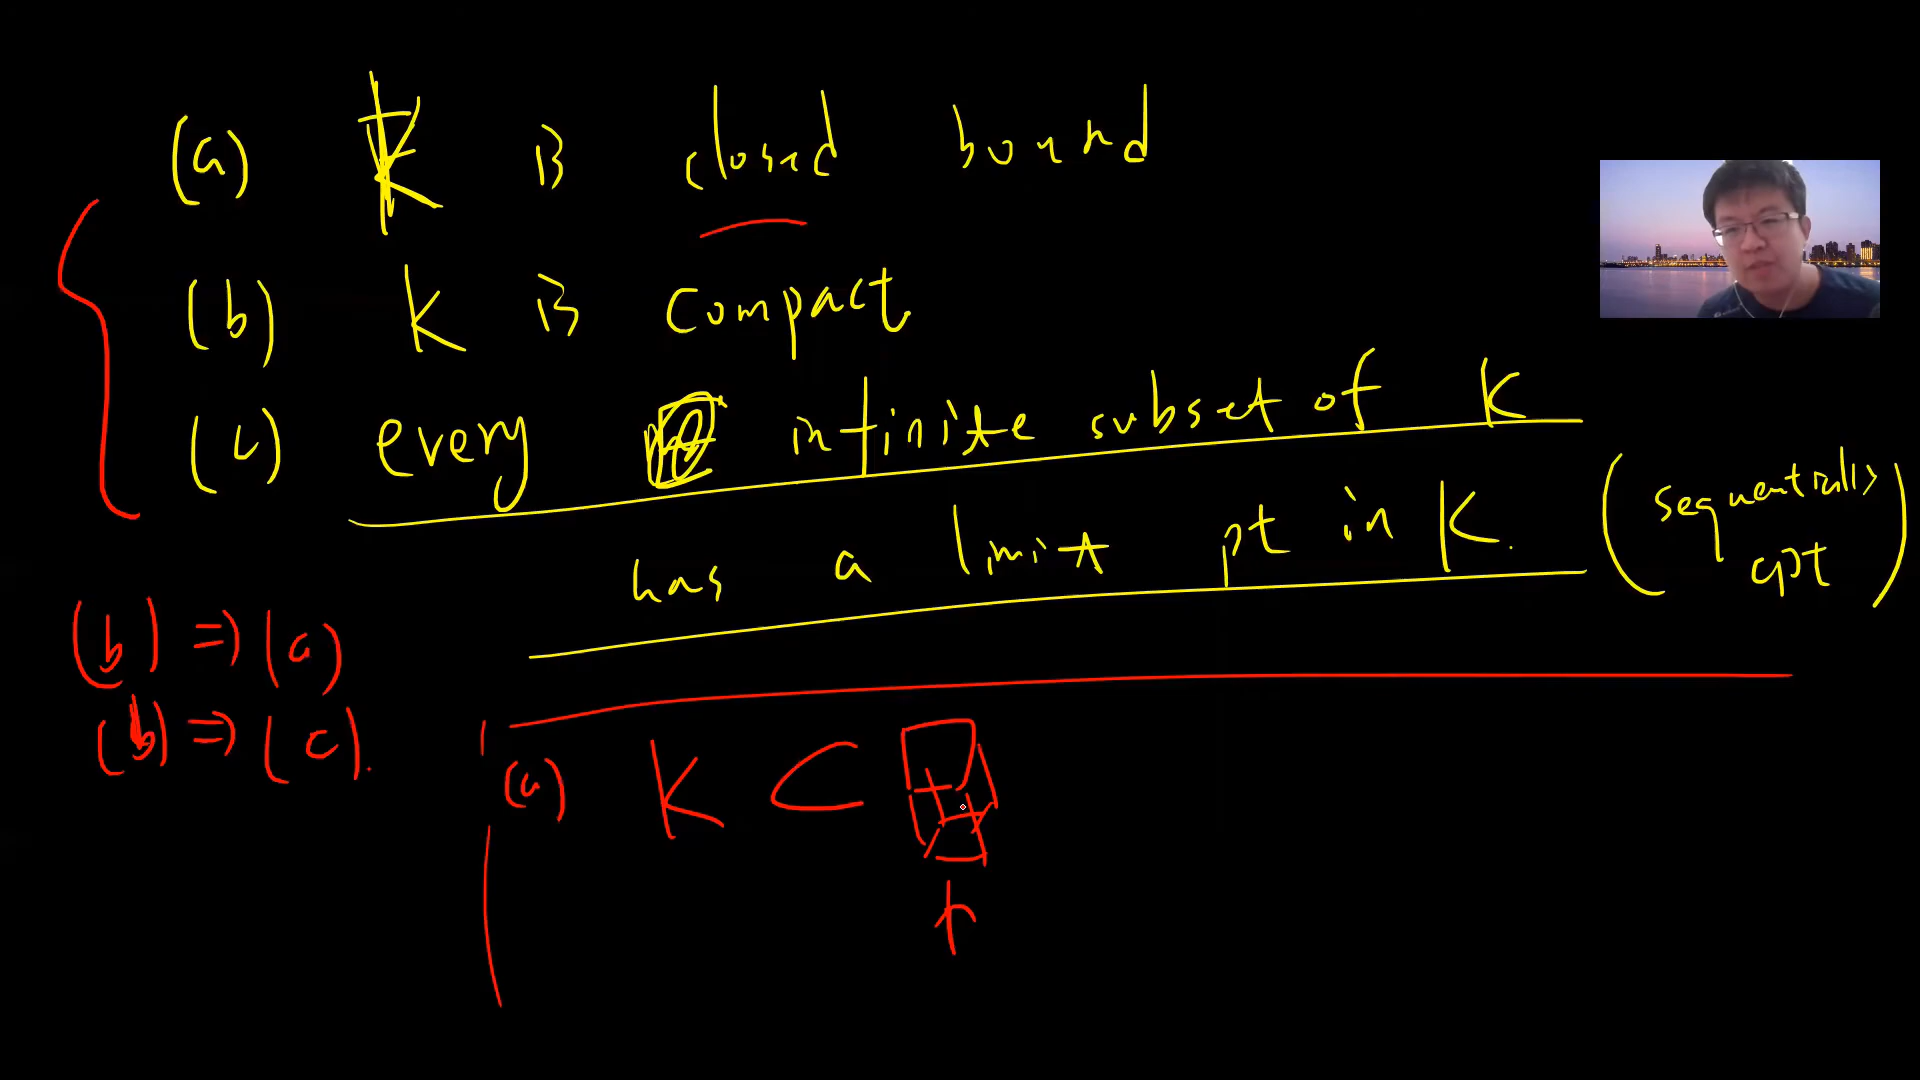 (a) K is closed bound
(b) K is compact
(c) every infinite subset of K
has a limit pt in K. (sequentially cpt)
(b) ⇒ (a)
(b) ⇒ (c).
(a) K ⊂